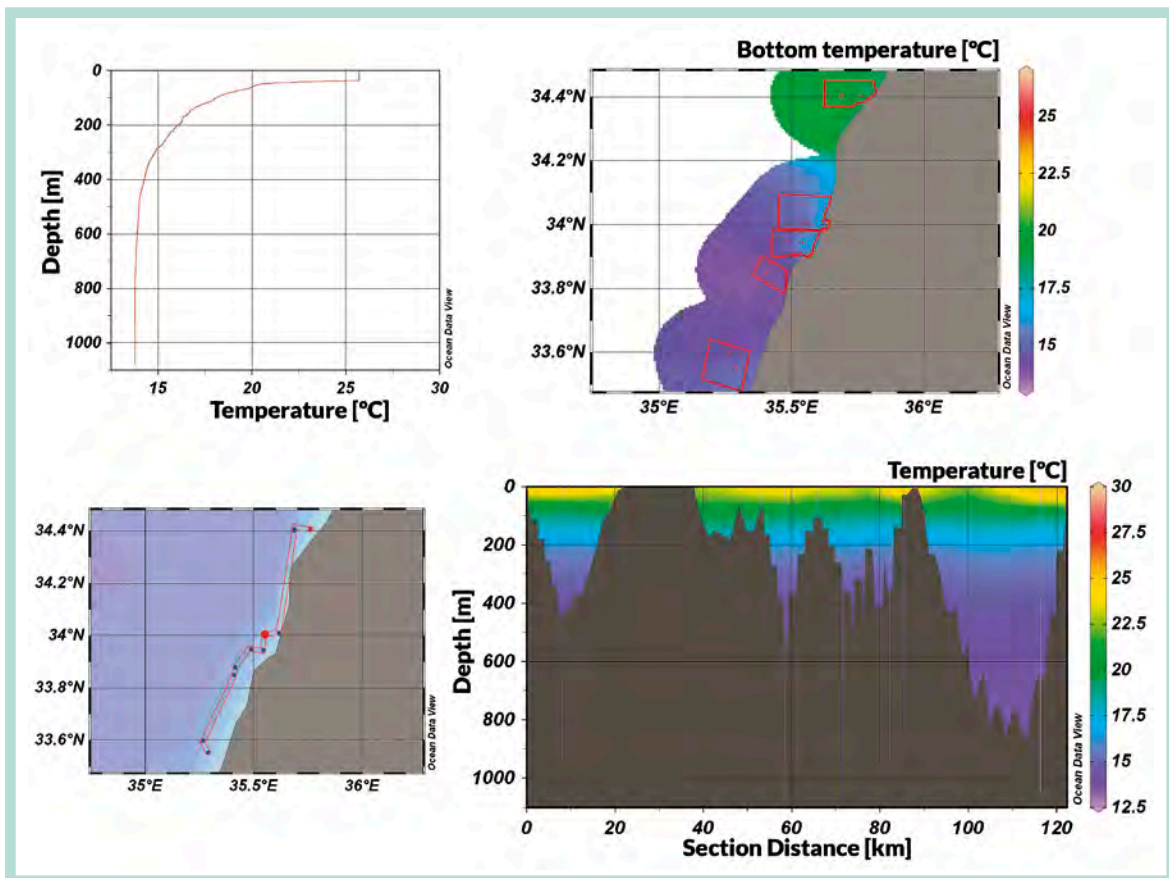 0
200
400
600
800
1000
Depth [m]
15
20
25
30
Temperature [°C]
Ocean Data View
Bottom temperature [°C]
34.4°N
34.2°N
34°N
33.8°N
33.6°N
35°E
35.5°E
36°E
Ocean Data View
25
22.5
20
17.5
15
34.4°N
34.2°N
34°N
33.8°N
33.6°N
35°E
35.5°E
36°E
Ocean Data View
Temperature [°C]
0
200
400
600
800
1000
Depth [m]
0
20
40
60
80
100
120
Section Distance [km]
Ocean Data View
30
27.5
25
22.5
20
17.5
15
12.5